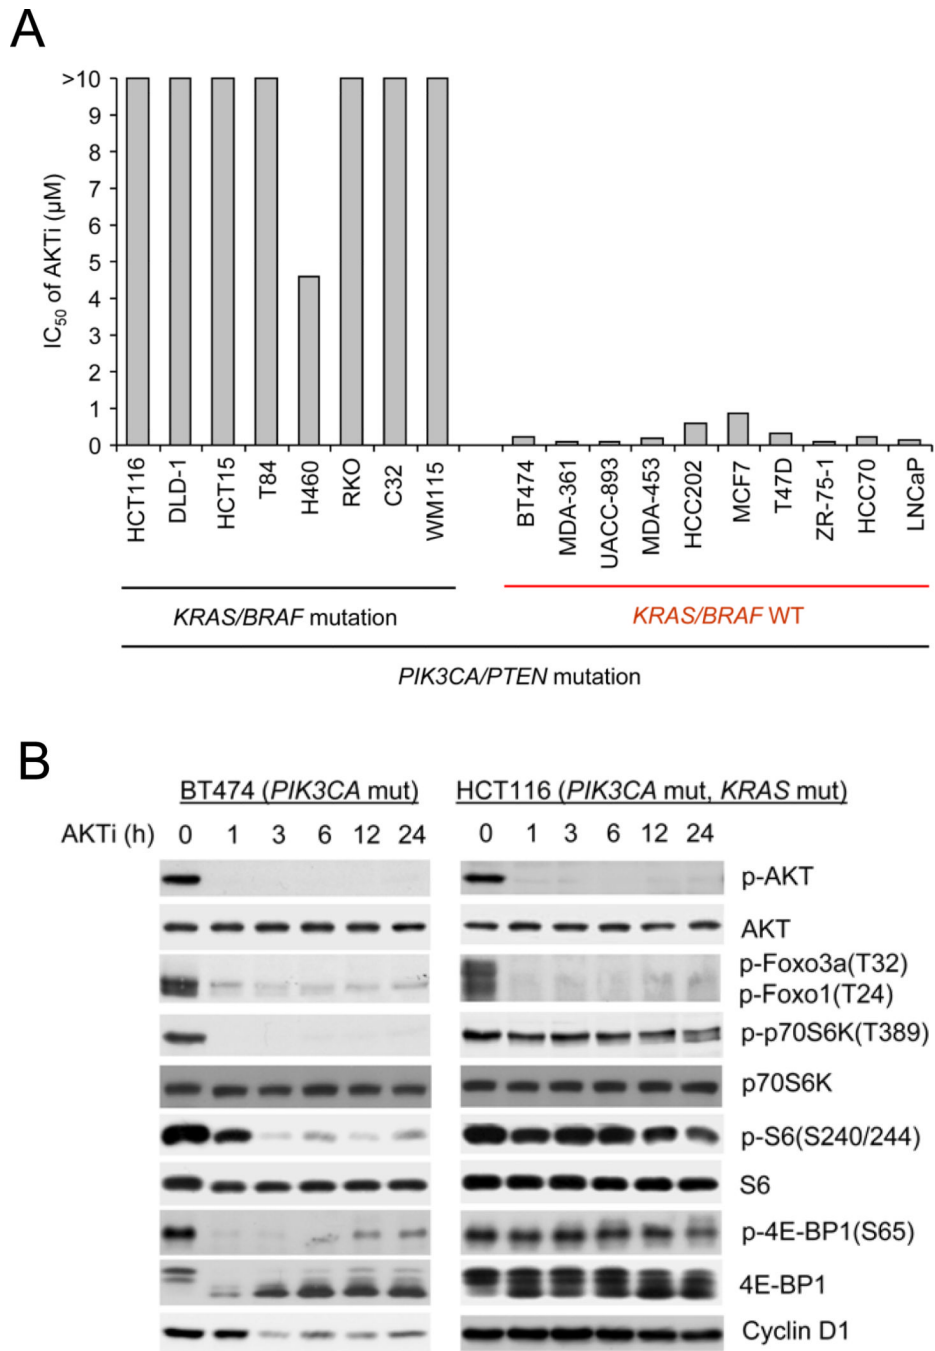 A
IC50 of AKTi (μM)
>10
9
8
7
6
5
4
3
2
1
0
HCT116 DLD-1 HCT15 T84 H460 RKO C32 WM115 BT474 MDA-361 UACC-893 MDA-453 HCC202 MCF7 T47D ZR-75-1 HCC70 LNCaP
KRAS/BRAF mutation KRAS/BRAF WT
PIK3CA/PTEN mutation
B
BT474 (PIK3CA mut) HCT116 (PIK3CA mut, KRAS mut)
AKTi (h) 0 1 3 6 12 24 0 1 3 6 12 24
p-AKT
AKT
p-Foxo3a(T32)
p-Foxo1(T24)
p-p70S6K(T389)
p70S6K
p-S6(S240/244)
S6
p-4E-BP1(S65)
4E-BP1
Cyclin D1